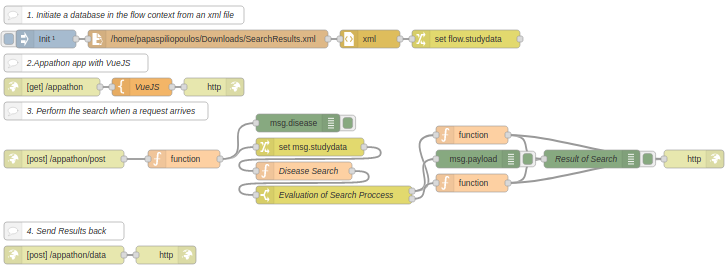 1. Initiate a database in the flow context from an xml file
Init ¹
/home/papaspiliopoulos/Downloads/SearchResults.xml
xml
set flow.studydata
2.Appathon app with VueJS
[get] /appathon
VueJS
http
3. Perform the search when a request arrives
msg.disease
function
set msg.studydata
[post] /appathon/post
function
msg.payload
Result of Search
http
Disease Search
function
Evaluation of Search Proccess
4. Send Results back
[post] /appathon/data
http